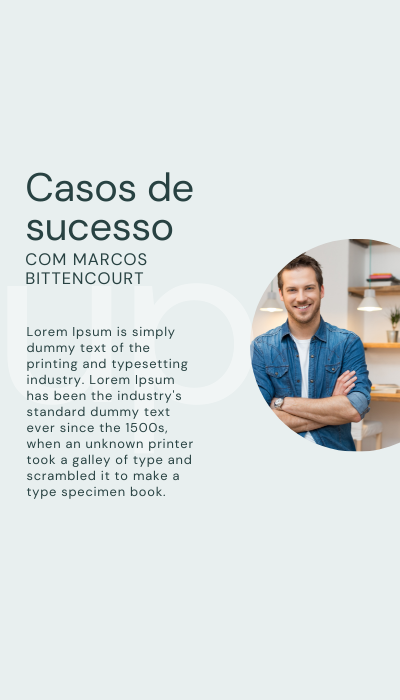 Casos de
sucesso
COM MARCOS
BITTENCOURT
up
Lorem Ipsum is simply
dummy text of the
printing and typesetting
industry. Lorem Ipsum
has been the industry's
standard dummy text
ever since the 1500s,
when an unknown printer
took a galley of type and
scrambled it to make a
type specimen book.